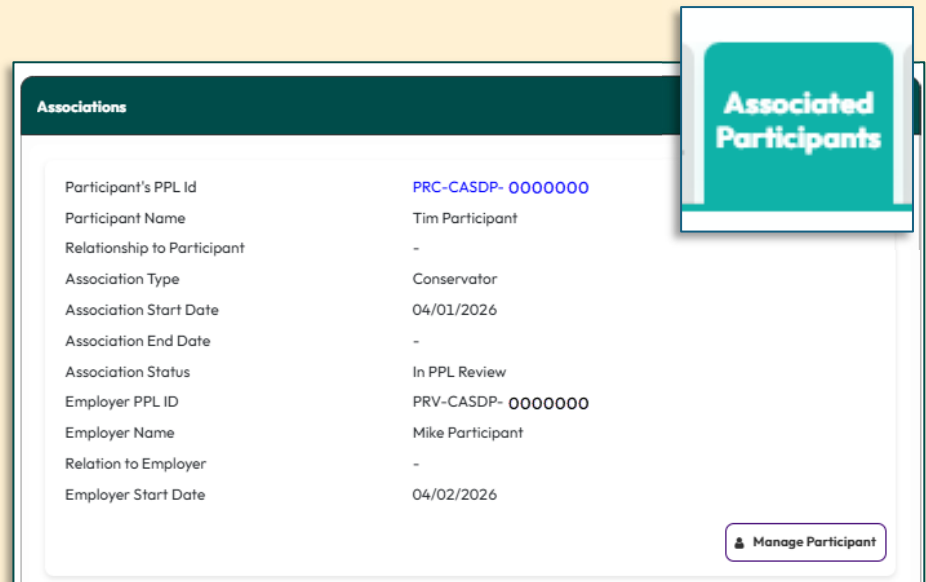 Associations
Associated
Participants
Participant's PPL Id PRC-CASDP- 0000000
Participant Name Tim Participant
Relationship to Participant -
Association Type Conservator
Association Start Date 04/01/2026
Association End Date -
Association Status In PPL Review
Employer PPL ID PRV-CASDP- 0000000
Employer Name Mike Participant
Relation to Employer -
Employer Start Date 04/02/2026
Manage Participant